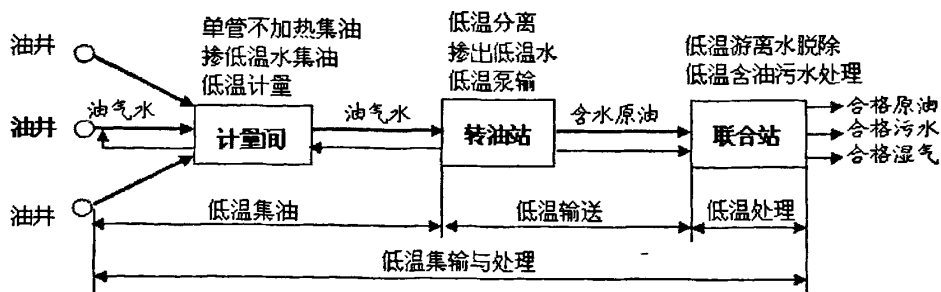 单管不加热集油
掺低温水集油
低温计量
低温分离
掺出低温水
低温泵输
低温游离水脱除
低温含油污水处理
油井
油井
油井
油气水
计量间
油气水
转油站
含水原油
联合站
合格原油
合格污水
合格湿气
低温集油
低温输送
低温处理
低温集输与处理